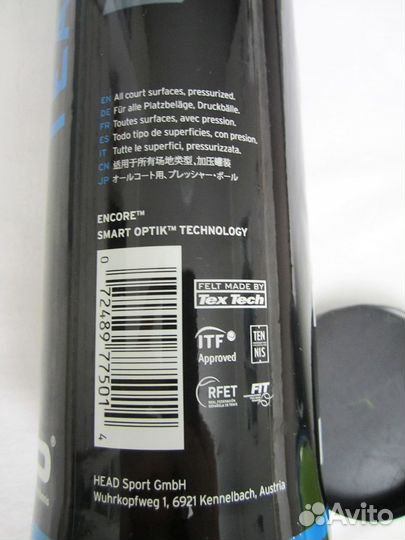 EN All court surfaces, pressurized.
DE Für alle Platzbeläge, Druckbälle.
FR Toutes surfaces, avec pression.
ES Todo tipo de superficies, con presion.
IT Tutte le superfici, pressurizzata.
CN 适用于所有场地类型,加压罐装
JP オールコート用、プレッシャー・ボール
ENCORE™
SMART OPTIK™ TECHNOLOGY
0 72489 77501 4
FELT MADE BY
Tex Tech
ITF
Approved
TEN
NIS
RFET
FIT
HEAD Sport GmbH
Wuhrkopfweg 1, 6921 Kennelbach, Austria
Avito